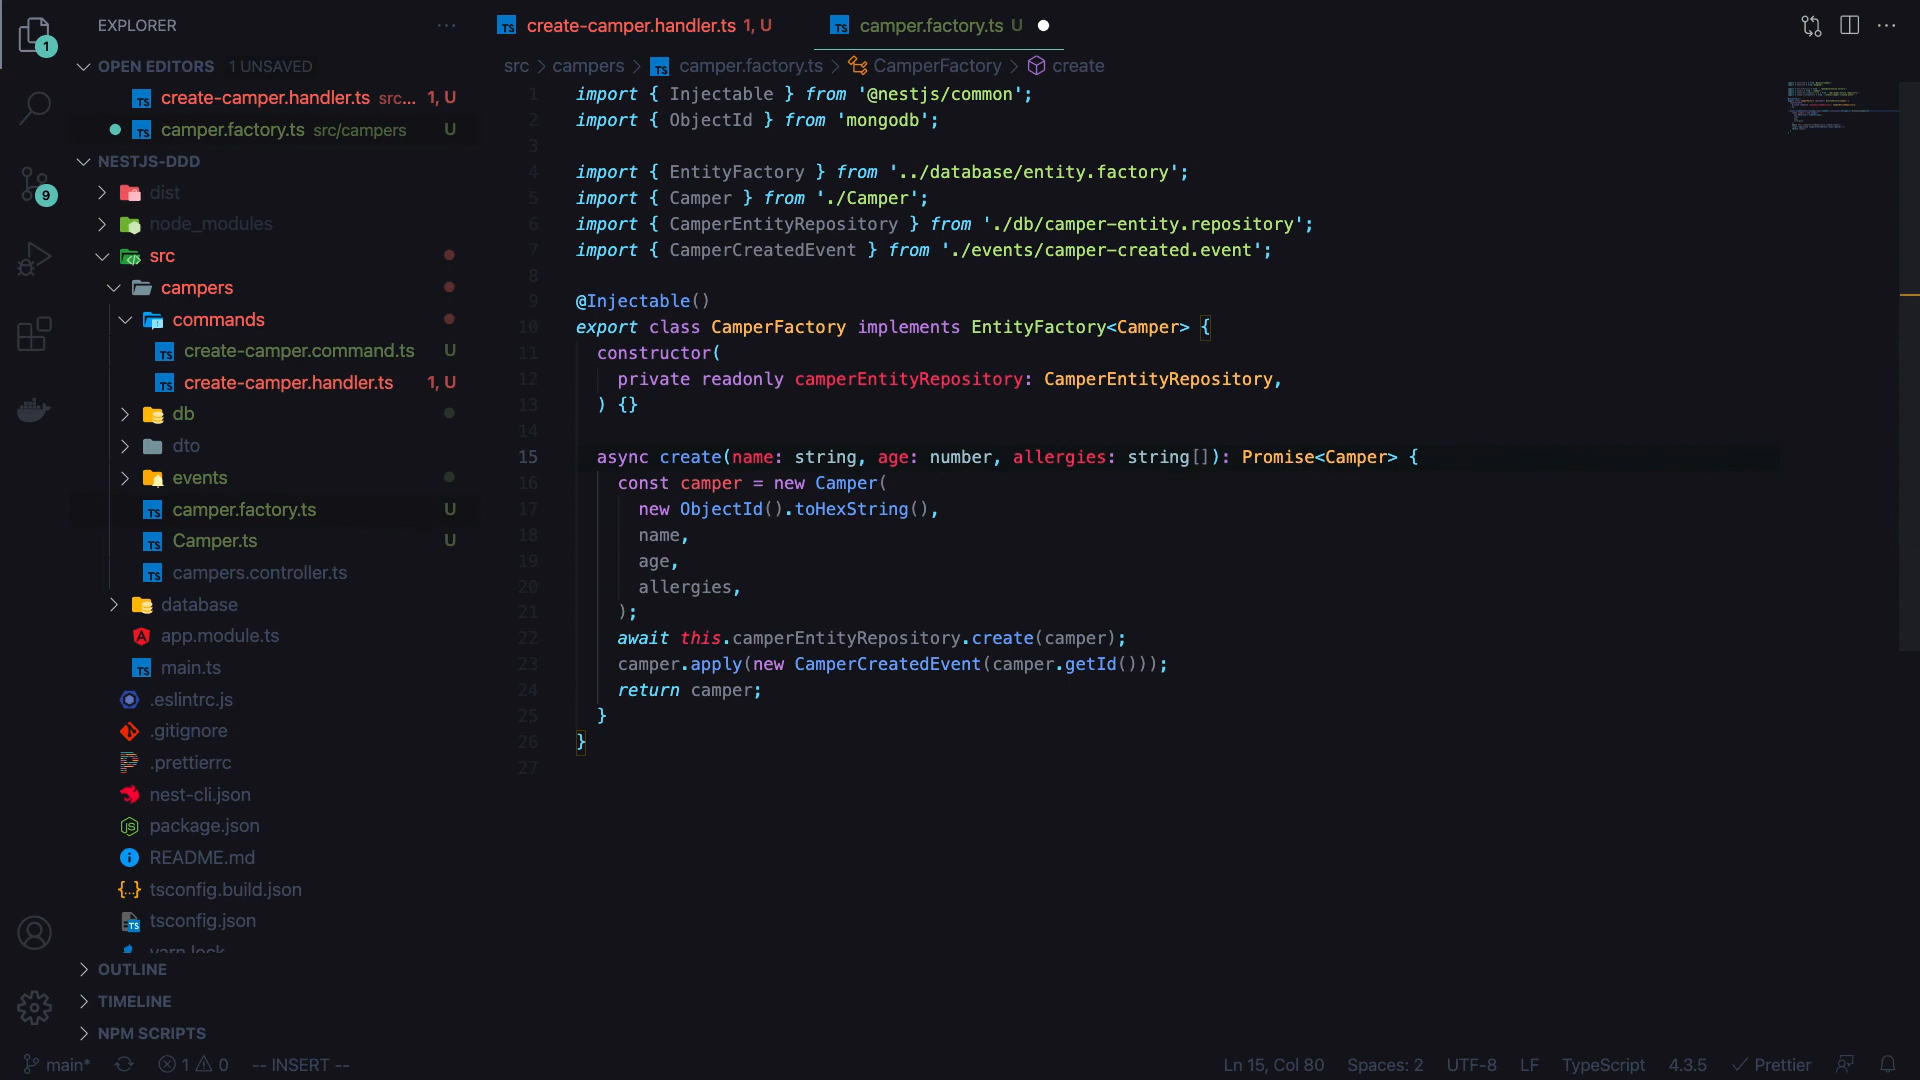 EXPLORER
OPEN EDITORS 1 UNSAVED
create-camper.handler.ts src... 1, U
camper.factory.ts src/campers U
NESTJS-DDD
dist
node_modules
src
campers
commands
create-camper.command.ts U
create-camper.handler.ts 1, U
db
dto
events
camper.factory.ts U
Camper.ts U
campers.controller.ts
database
app.module.ts
main.ts
.eslintrc.js
.gitignore
.prettierrc
nest-cli.json
package.json
README.md
tsconfig.build.json
tsconfig.json
yarn.lock
OUTLINE
TIMELINE
NPM SCRIPTS
1
9
create-camper.handler.ts 1, U
camper.factory.ts U
src > campers > camper.factory.ts > CamperFactory > create
1 import { Injectable } from '@nestjs/common';
2 import { ObjectId } from 'mongodb';
3
4 import { EntityFactory } from '../database/entity.factory';
5 import { Camper } from './Camper';
6 import { CamperEntityRepository } from './db/camper-entity.repository';
7 import { CamperCreatedEvent } from './events/camper-created.event';
8
9 @Injectable()
10 export class CamperFactory implements EntityFactory<Camper> {
11 constructor(
12 private readonly camperEntityRepository: CamperEntityRepository,
13 ) {}
14
15 async create(name: string, age: number, allergies: string[]): Promise<Camper> {
16 const camper = new Camper(
17 new ObjectId().toHexString(),
18 name,
19 age,
20 allergies,
21 );
22 await this.camperEntityRepository.create(camper);
23 camper.apply(new CamperCreatedEvent(camper.getId()));
24 return camper;
25 }
26 }
27
main* 1 0 -- INSERT -- Ln 15, Col 80 Spaces: 2 UTF-8 LF TypeScript 4.3.5 Prettier